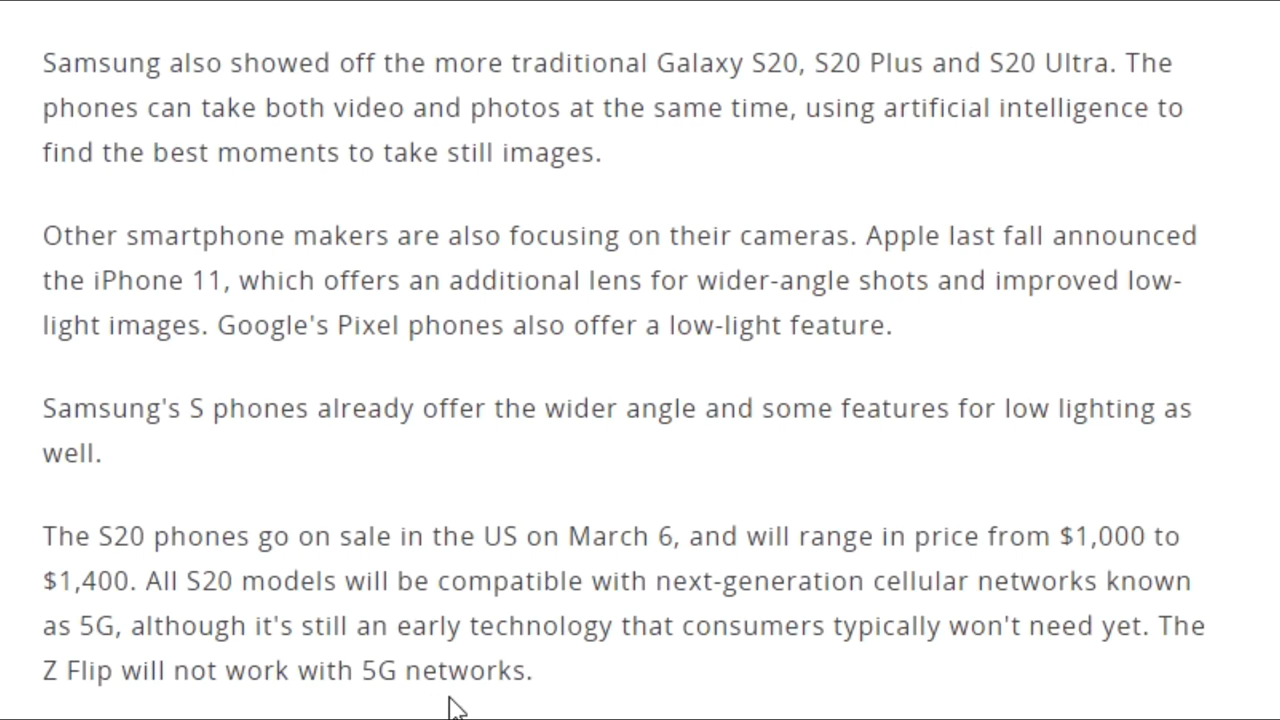 Samsung also showed off the more traditional Galaxy S20, S20 Plus and S20 Ultra. The
phones can take both video and photos at the same time, using artificial intelligence to
find the best moments to take still images.
Other smartphone makers are also focusing on their cameras. Apple last fall announced
the iPhone 11, which offers an additional lens for wider-angle shots and improved low-
light images. Google's Pixel phones also offer a low-light feature.
Samsung's S phones already offer the wider angle and some features for low lighting as
well.
The S20 phones go on sale in the US on March 6, and will range in price from $1,000 to
$1,400. All S20 models will be compatible with next-generation cellular networks known
as 5G, although it's still an early technology that consumers typically won't need yet. The
Z Flip will not work with 5G networks.